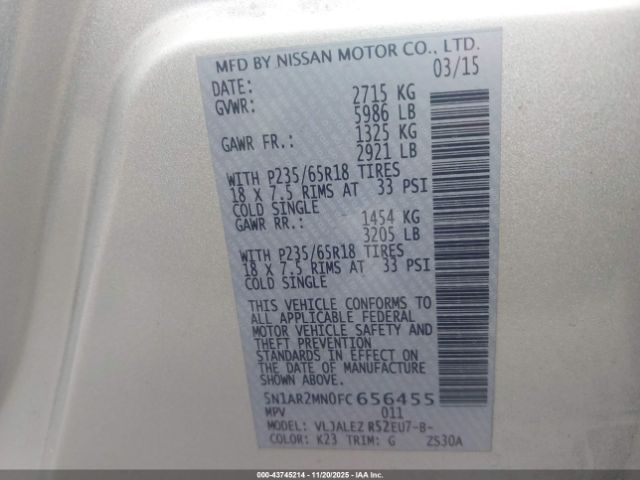 MFD BY NISSAN MOTOR CO., LTD.
DATE: 03/15
GVWR: 2715 KG
5986 LB
GAWR FR.: 1325 KG
2921 LB
WITH P235/65R18 TIRES
18 X 7.5 RIMS AT 33 PSI
COLD SINGLE
GAWR RR.: 1454 KG
3205 LB
WITH P235/65R18 TIRES
18 X 7.5 RIMS AT 33 PSI
COLD SINGLE
THIS VEHICLE CONFORMS TO
ALL APPLICABLE FEDERAL
MOTOR VEHICLE SAFETY AND
THEFT PREVENTION
STANDARDS IN EFFECT ON
THE DATE OF MANUFACTURE
SHOWN ABOVE.
5N1AR2MN0FC656455
MPV 011
MODEL: VLJALEZ R52EU7-B-
COLOR: K23 TRIM: G ZS30A
000-43745214 - 11/20/2025 - IAAI.COM